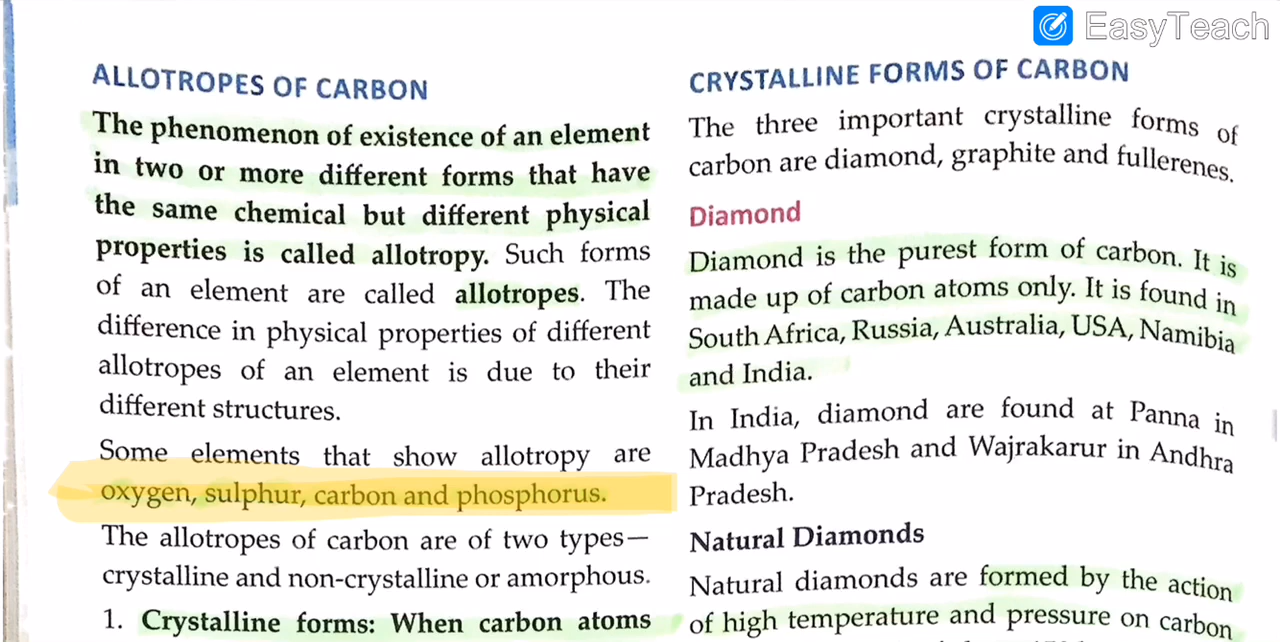 EasyTeach
ALLOTROPES OF CARBON
The phenomenon of existence of an element
in two or more different forms that have
the same chemical but different physical
properties is called allotropy. Such forms
of an element are called allotropes. The
difference in physical properties of different
allotropes of an element is due to their
different structures.
Some elements that show allotropy are
oxygen, sulphur, carbon and phosphorus.
The allotropes of carbon are of two types—
crystalline and non-crystalline or amorphous.
1. Crystalline forms: When carbon atoms
CRYSTALLINE FORMS OF CARBON
The three important crystalline forms of
carbon are diamond, graphite and fullerenes.
Diamond
Diamond is the purest form of carbon. It is
made up of carbon atoms only. It is found in
South Africa, Russia, Australia, USA, Namibia
and India.
In India, diamond are found at Panna in
Madhya Pradesh and Wajrakarur in Andhra
Pradesh.
Natural Diamonds
Natural diamonds are formed by the action
of high temperature and pressure on carbon